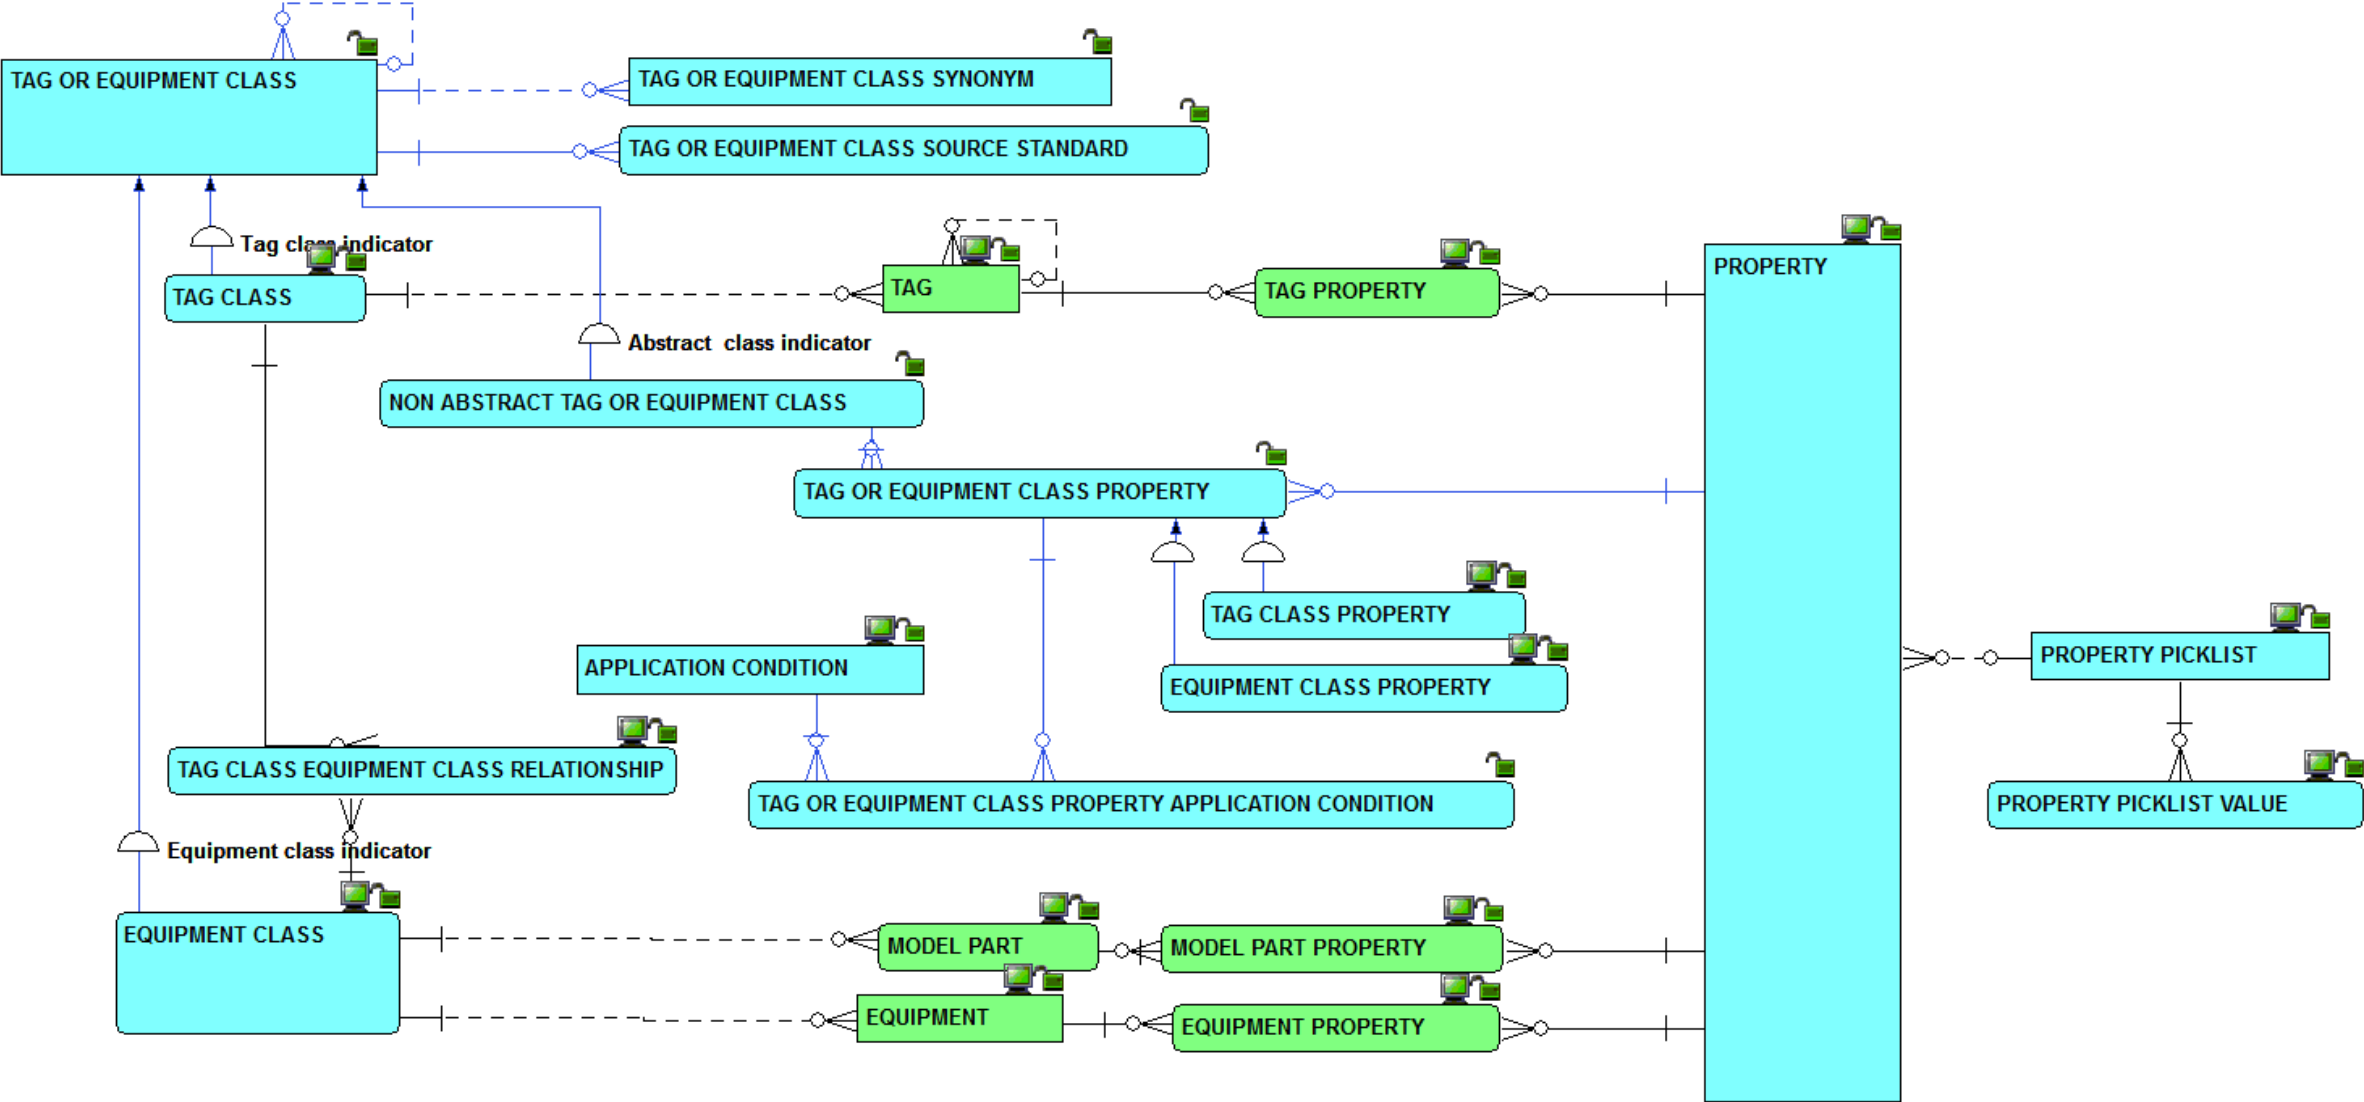 TAG OR EQUIPMENT CLASS
TAG OR EQUIPMENT CLASS SYNONYM
TAG OR EQUIPMENT CLASS SOURCE STANDARD
Tag class indicator
TAG CLASS
TAG
TAG PROPERTY
PROPERTY
Abstract class indicator
NON ABSTRACT TAG OR EQUIPMENT CLASS
TAG OR EQUIPMENT CLASS PROPERTY
TAG CLASS PROPERTY
APPLICATION CONDITION
EQUIPMENT CLASS PROPERTY
PROPERTY PICKLIST
TAG CLASS EQUIPMENT CLASS RELATIONSHIP
TAG OR EQUIPMENT CLASS PROPERTY APPLICATION CONDITION
PROPERTY PICKLIST VALUE
Equipment class indicator
EQUIPMENT CLASS
MODEL PART
MODEL PART PROPERTY
EQUIPMENT
EQUIPMENT PROPERTY